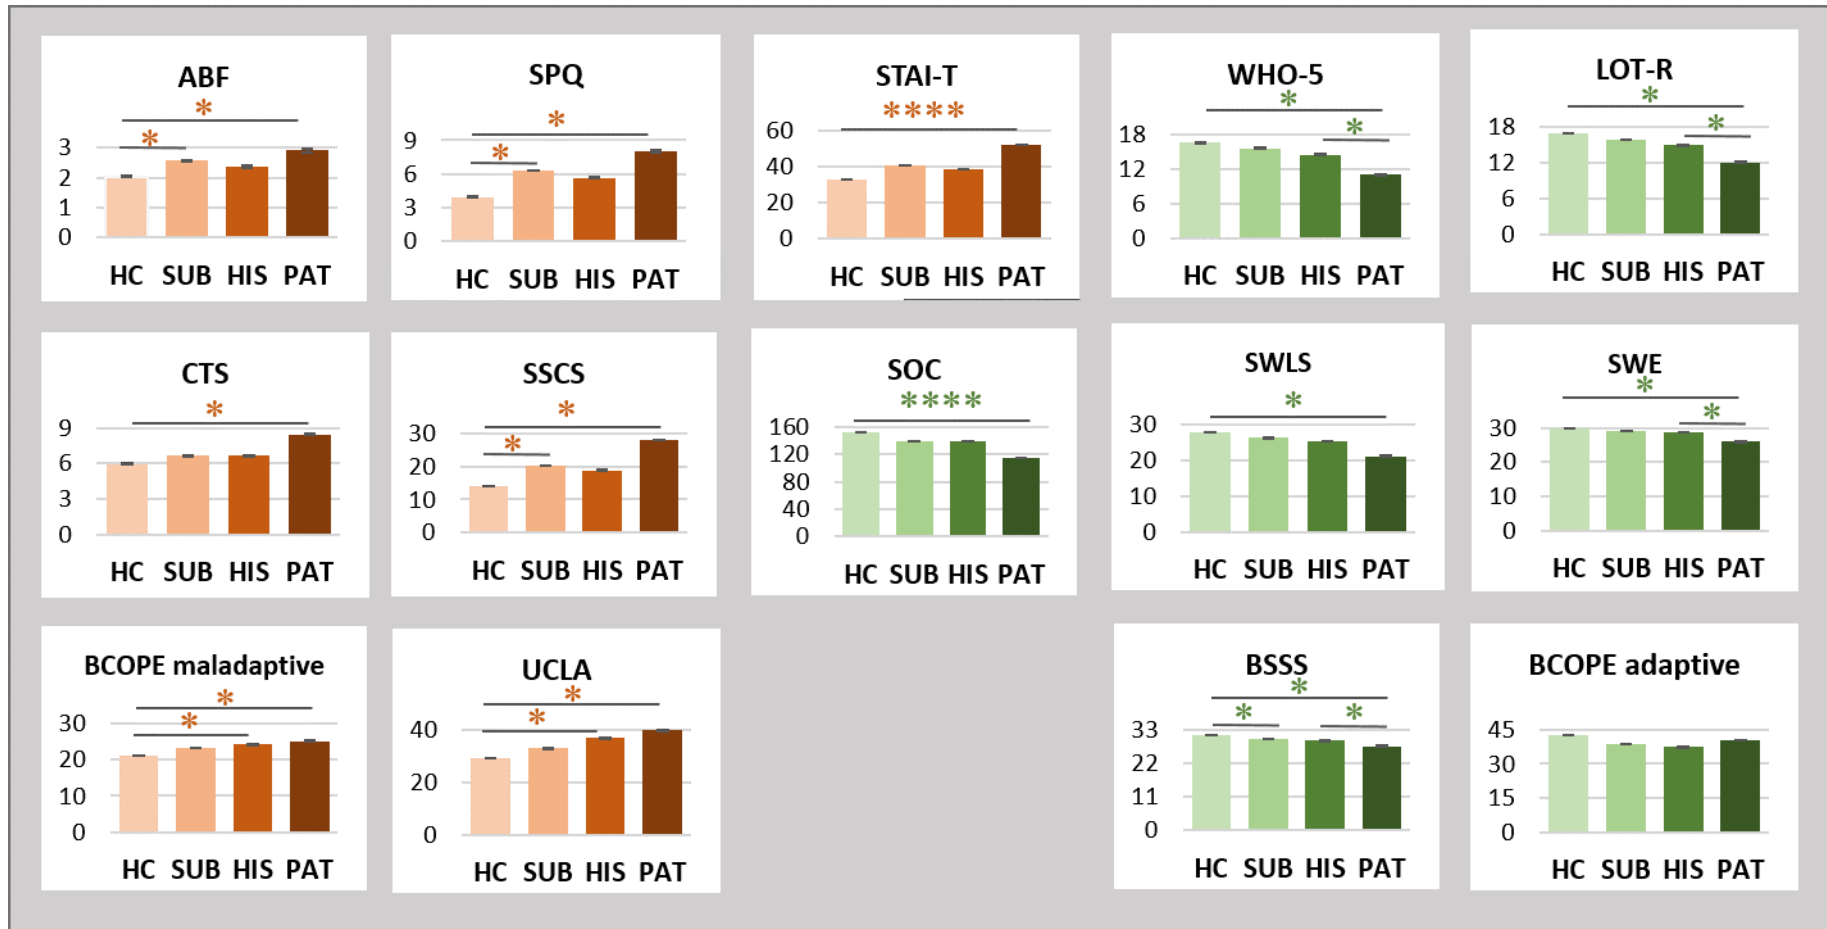 ABF
*
*
3
2
1
0
HC SUB HIS PAT
SPQ
*
*
9
6
3
0
HC SUB HIS PAT
STAI-T
****
60
40
20
0
HC SUB HIS PAT
WHO-5
*
*
18
12
6
0
HC SUB HIS PAT
LOT-R
*
*
18
12
6
0
HC SUB HIS PAT
CTS
*
9
6
3
0
HC SUB HIS PAT
SSCS
*
*
30
20
10
0
HC SUB HIS PAT
SOC
****
160
120
80
40
0
HC SUB HIS PAT
SWLS
*
30
20
10
0
HC SUB HIS PAT
SWE
*
*
30
20
10
0
HC SUB HIS PAT
BCOPE maladaptive
*
*
30
20
10
0
HC SUB HIS PAT
UCLA
*
*
40
20
0
HC SUB HIS PAT
BSSS
*
* *
33
22
11
0
HC SUB HIS PAT
BCOPE adaptive
45
30
15
0
HC SUB HIS PAT